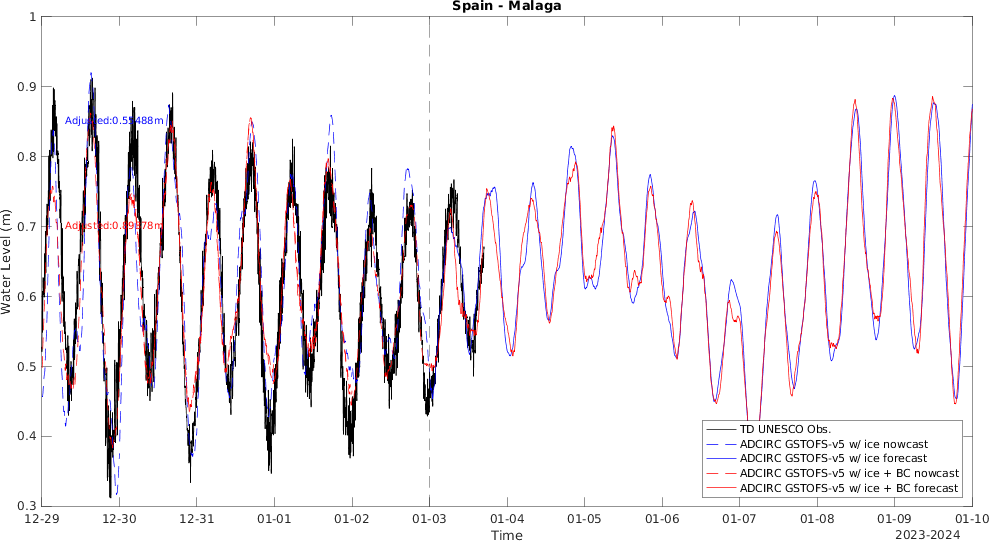 Spain - Malaga
Water Level (m)
1
0.9
0.8
0.7
0.6
0.5
0.4
0.3
Adjusted:
Adjusted:
TD UNESCO Obs.
ADCIRC GSTOFS-v5 w/ ice nowcast
ADCIRC GSTOFS-v5 w/ ice forecast
ADCIRC GSTOFS-v5 w/ ice + BC nowcast
ADCIRC GSTOFS-v5 w/ ice + BC forecast
12-29 12-30 12-31 01-01 01-02 01-03 01-04 01-05 01-06 01-07 01-08 01-09 01-10
Time
2023-2024